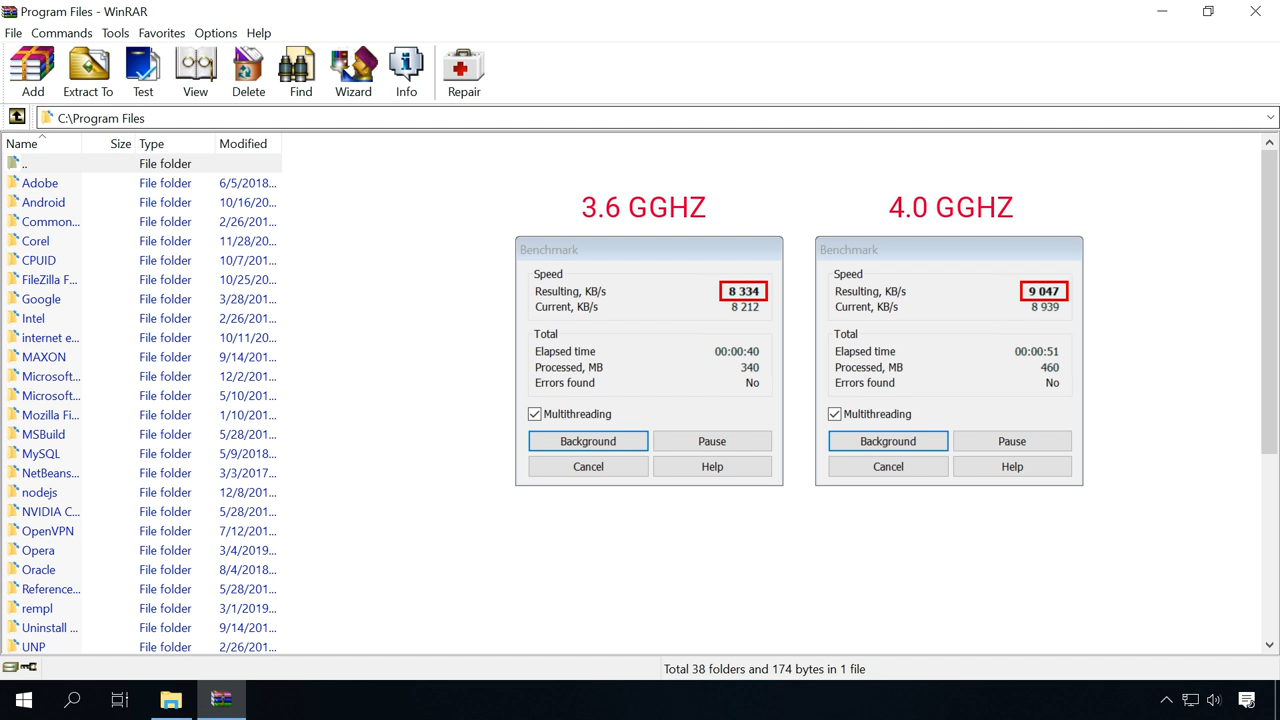 Program Files - WinRAR
File Commands Tools Favorites Options Help
Add Extract To Test View Delete Find Wizard Info Repair
C:\Program Files
Name Size Type Modified
.. File folder
Adobe File folder 6/5/2018...
Android File folder 10/16/20...
Common... File folder 2/26/201...
Corel File folder 11/28/20...
CPUID File folder 10/7/201...
FileZilla F... File folder 10/25/20...
Google File folder 3/28/201...
Intel File folder 2/26/201...
internet e... File folder 10/11/20...
MAXON File folder 9/14/201...
Microsoft... File folder 12/2/201...
Microsoft... File folder 5/10/201...
Mozilla Fi... File folder 1/10/201...
MSBuild File folder 5/28/201...
MySQL File folder 5/9/2018...
NetBeans... File folder 3/3/2017...
nodejs File folder 12/8/201...
NVIDIA C... File folder 5/28/201...
OpenVPN File folder 7/12/201...
Opera File folder 3/4/2019...
Oracle File folder 8/4/2018...
Reference... File folder 5/28/201...
rempl File folder 3/1/2019...
Uninstall ... File folder 9/14/201...
UNP File folder 2/26/201...
3.6 GGHZ
Benchmark
Speed
Resulting, KB/s 8 334
Current, KB/s 8 212
Total
Elapsed time 00:00:40
Processed, MB 340
Errors found No
Multithreading
Background Pause
Cancel Help
4.0 GGHZ
Benchmark
Speed
Resulting, KB/s 9 047
Current, KB/s 8 939
Total
Elapsed time 00:00:51
Processed, MB 460
Errors found No
Multithreading
Background Pause
Cancel Help
Total 38 folders and 174 bytes in 1 file